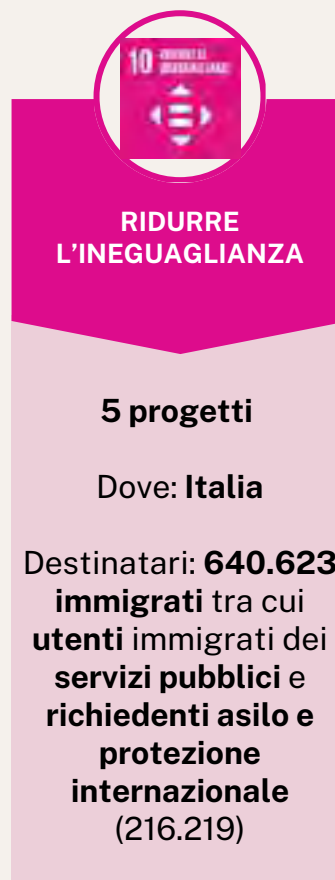 10
RIDURRE
L'INEGUAGLIANZA
5 progetti
Dove: Italia
Destinatari: 640.623
immigrati tra cui
utenti immigrati dei
servizi pubblici e
richiedenti asilo e
protezione
internazionale
(216.219)